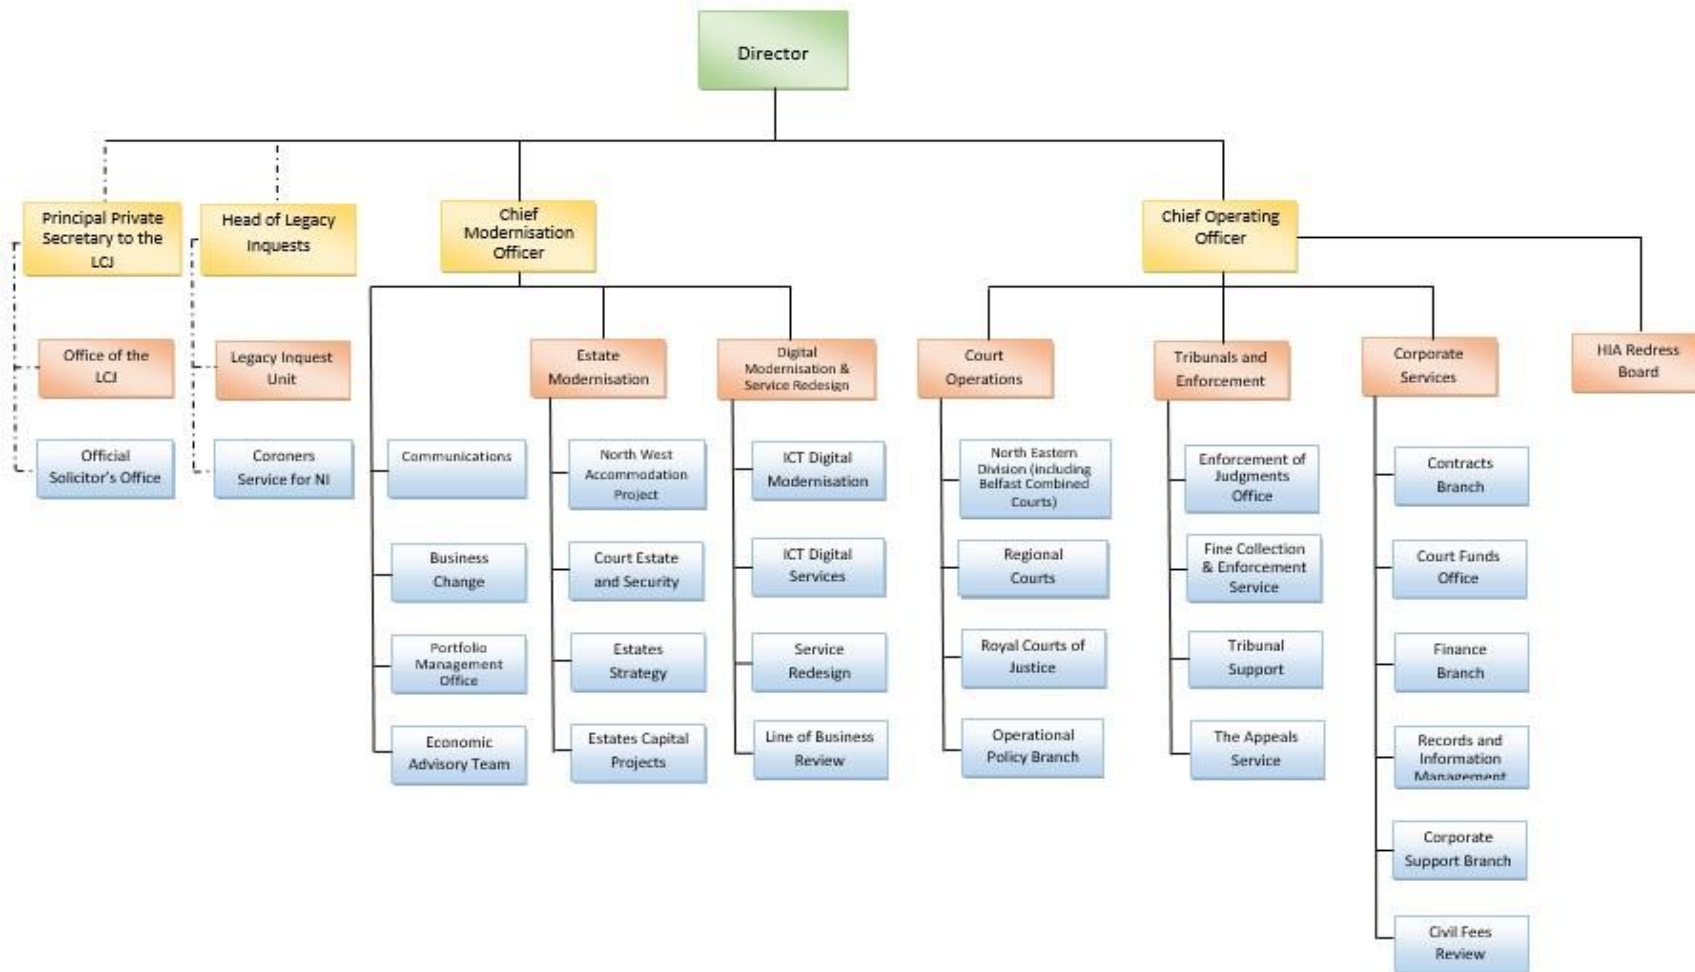 Director
Principal Private
Secretary to the
LCJ
Head of Legacy
Inquests
Chief
Modernisation
Officer
Chief Operating
Officer
Office of the
LCJ
Legacy Inquest
Unit
Estate
Modernisation
Digital
Modernisation &
Service Redesign
Court
Operations
Tribunals and
Enforcement
Corporate
Services
HIA Redress
Board
Official
Solicitor's Office
Coroners
Service for NI
Communications
Business
Change
Portfolio
Management
Office
Economic
Advisory Team
North West
Accommodation
Project
Court Estate
and Security
Estates
Strategy
Estates Capital
Projects
ICT Digital
Modernisation
ICT Digital
Services
Service
Redesign
Line of Business
Review
North Eastern
Division (including
Belfast Combined
Courts)
Regional
Courts
Royal Courts of
Justice
Operational
Policy Branch
Enforcement of
Judgments
Office
Fine Collection
& Enforcement
Service
Tribunal
Support
The Appeals
Service
Contracts
Branch
Court Funds
Office
Finance
Branch
Records and
Information
Management
Corporate
Support Branch
Civil Fees
Review